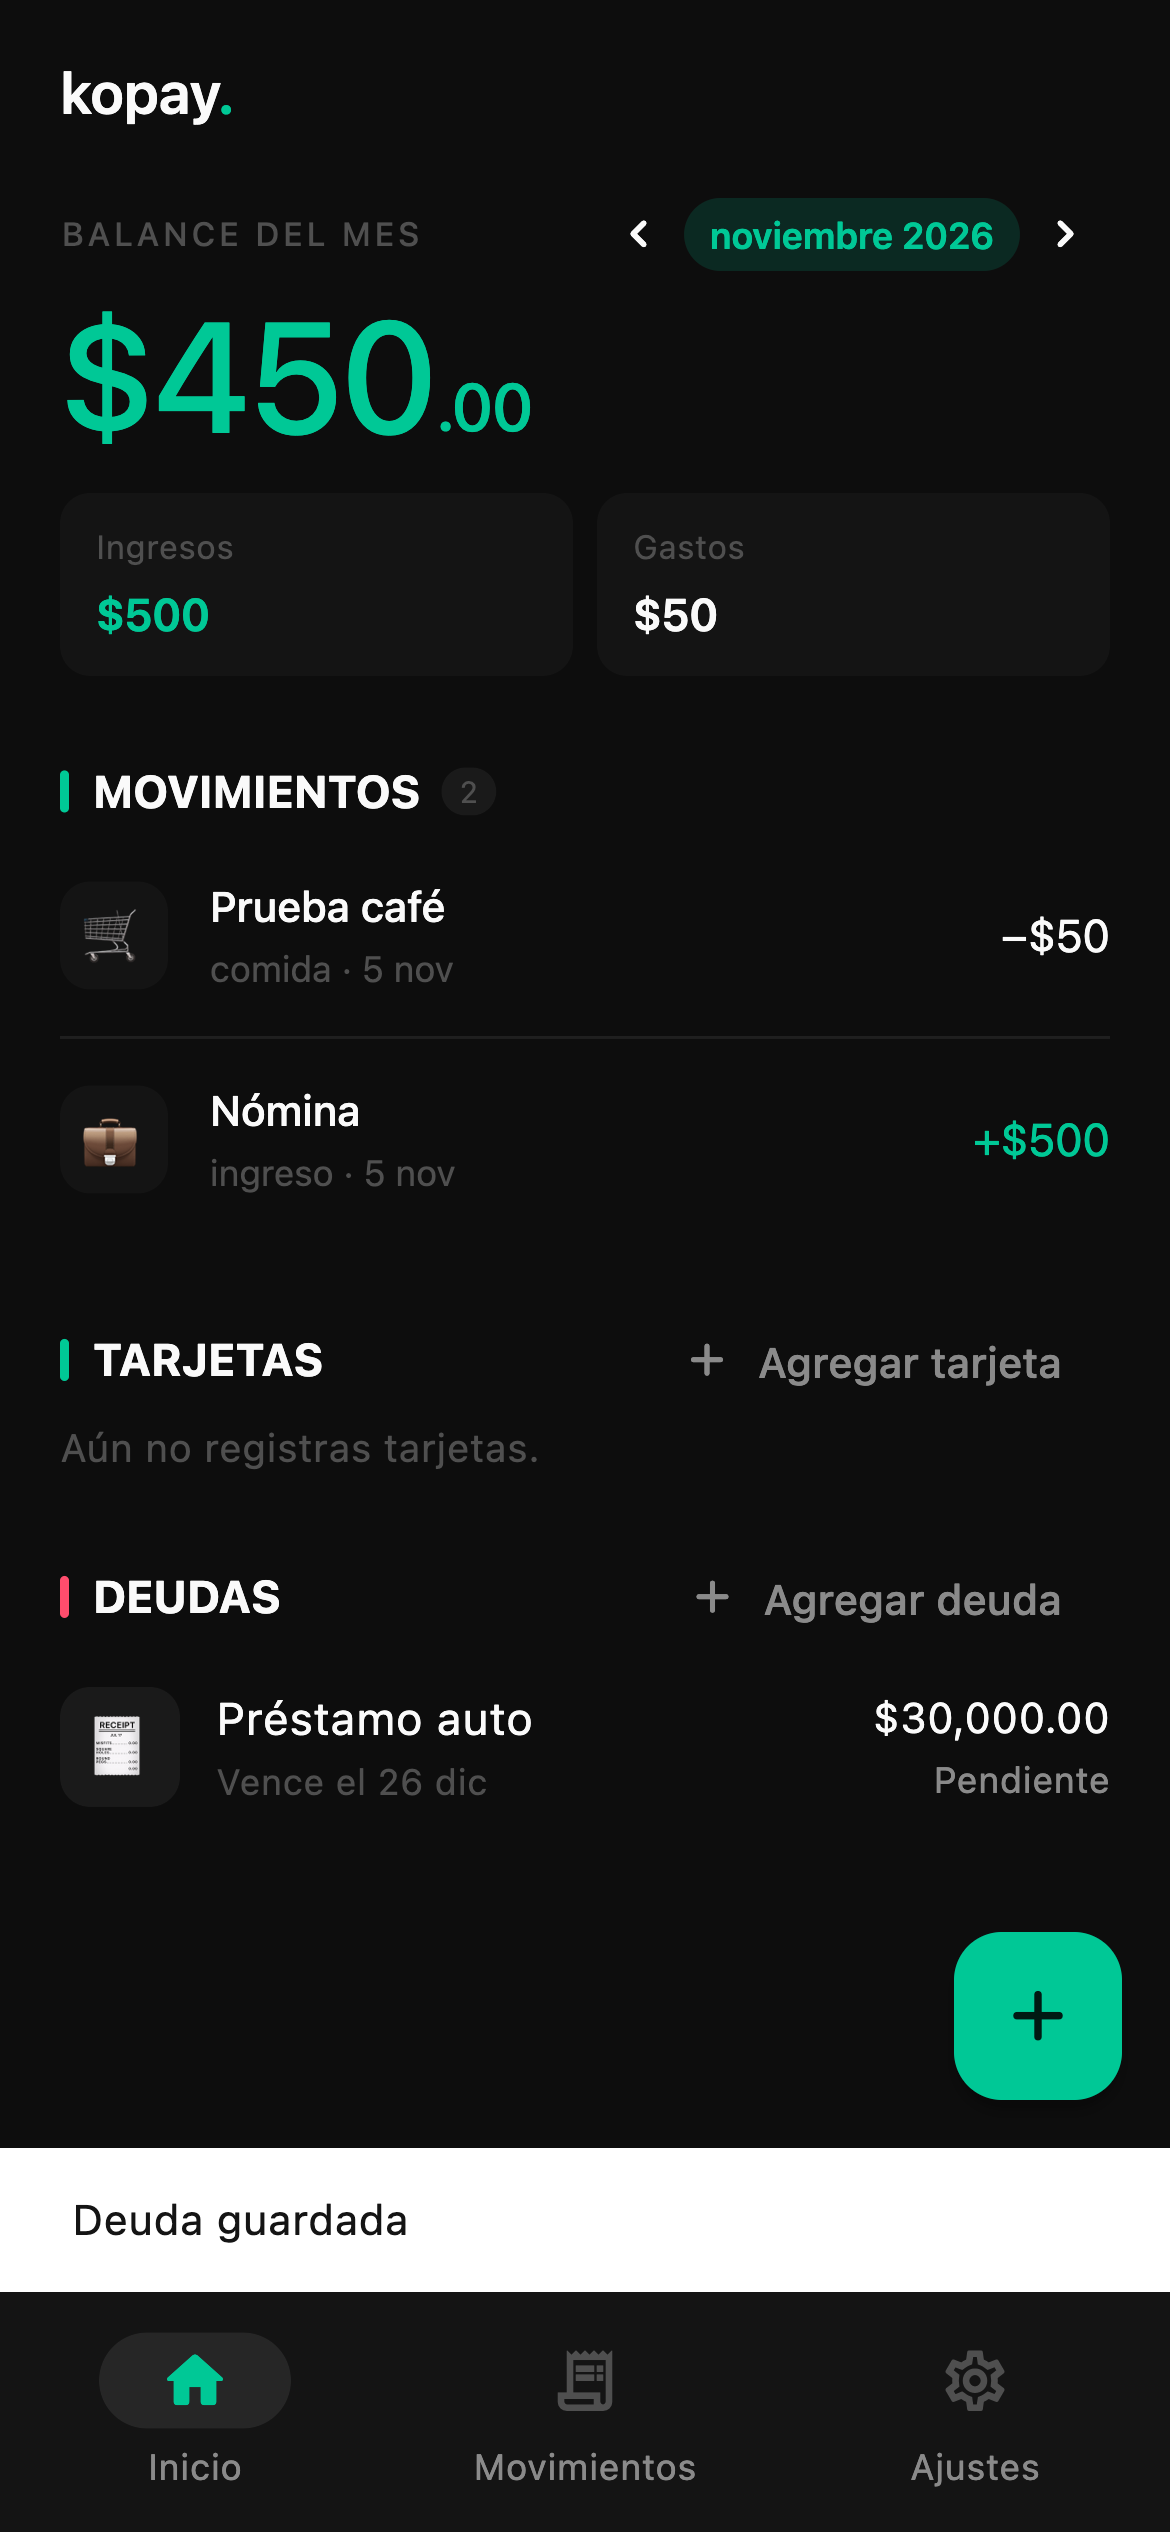 kopay.
BALANCE DEL MES
noviembre 2026
$450.00
Ingresos
$500
Gastos
$50
MOVIMIENTOS 2
Prueba café
comida · 5 nov
–$50
Nómina
ingreso · 5 nov
+$500
TARJETAS
+ Agregar tarjeta
Aún no registras tarjetas.
DEUDAS
+ Agregar deuda
RECEIPT
Préstamo auto
Vence el 26 dic
$30,000.00
Pendiente
Deuda guardada
Inicio
Movimientos
Ajustes